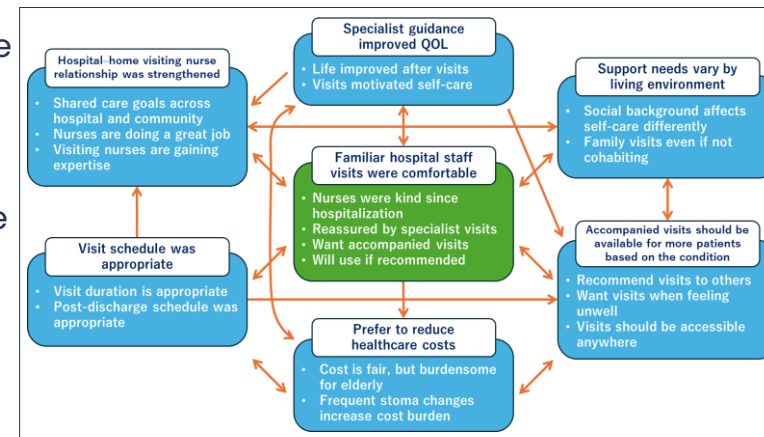 e
e
Specialist guidance
improved QOL
• Life improved after visits
• Visits motivated self-care
Hospital–home visiting nurse
relationship was strengthened
• Shared care goals across
hospital and community
• Nurses are doing a great job
• Visiting nurses are gaining
expertise
Support needs vary by
living environment
• Social background affects
self-care differently
• Family visits even if not
cohabiting
Familiar hospital staff
visits were comfortable
• Nurses were kind since
hospitalization
• Reassured by specialist visits
• Want accompanied visits
• Will use if recommended
Visit schedule was
appropriate
• Visit duration is appropriate
• Post-discharge schedule was
appropriate
Accompanied visits should be
available for more patients
based on the condition
• Recommend visits to others
• Want visits when feeling
unwell
• Visits should be accessible
anywhere
Prefer to reduce
healthcare costs
• Cost is fair, but burdensome
for elderly
• Frequent stoma changes
increase cost burden